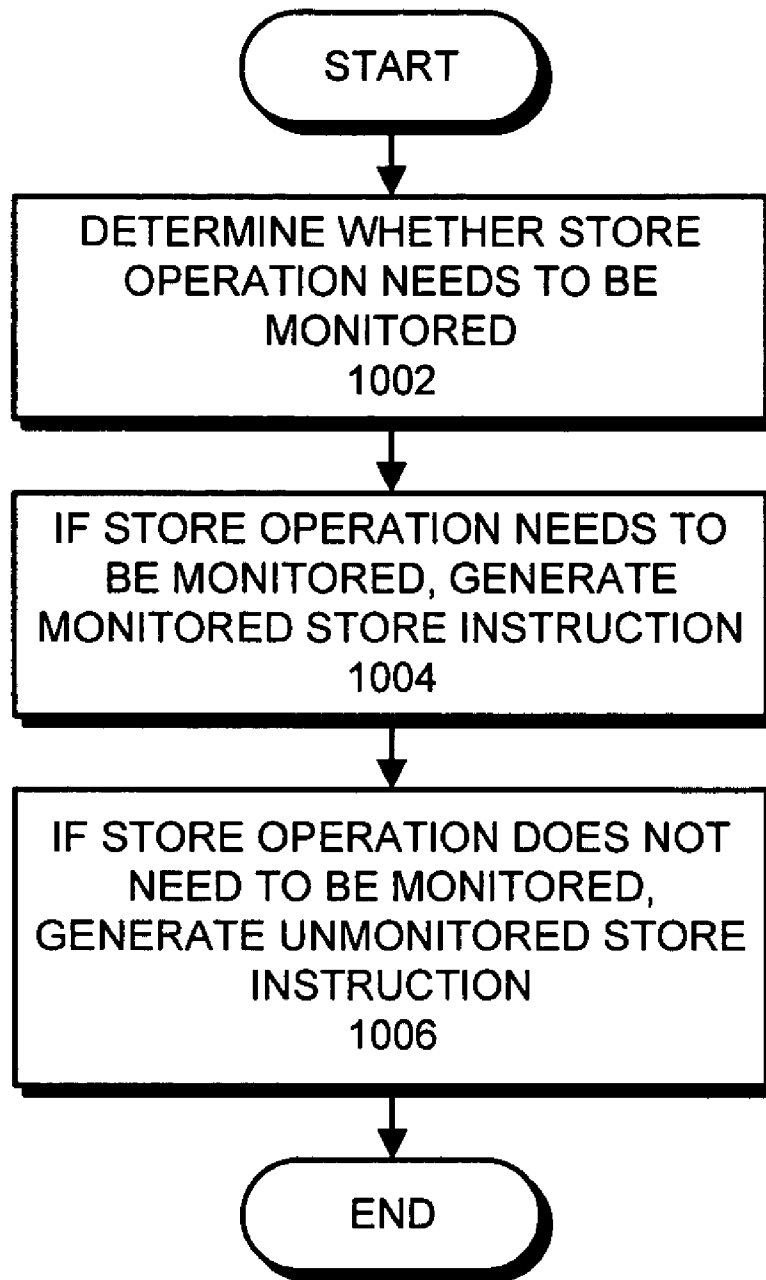 START
DETERMINE WHETHER STORE
OPERATION NEEDS TO BE
MONITORED
1002
IF STORE OPERATION NEEDS TO
BE MONITORED, GENERATE
MONITORED STORE INSTRUCTION
1004
IF STORE OPERATION DOES NOT
NEED TO BE MONITORED,
GENERATE UNMONITORED STORE
INSTRUCTION
1006
END